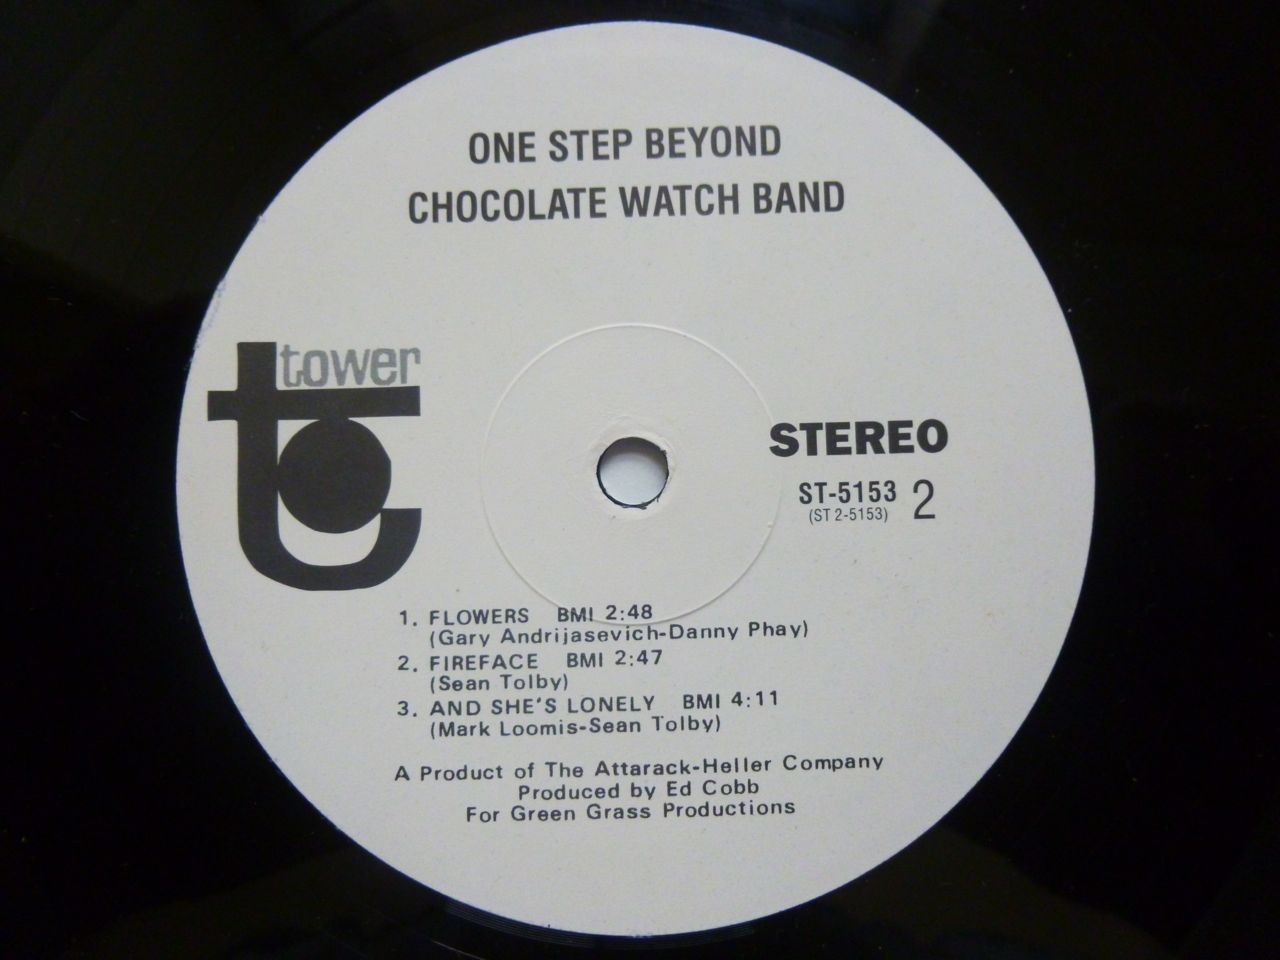 ONE STEP BEYOND
CHOCOLATE WATCH BAND
tower
STEREO
ST-5153 2
(ST 2-5153)
1. FLOWERS BMI 2:48
(Gary Andrijasevich-Danny Phay)
2. FIREFACE BMI 2:47
(Sean Tolby)
3. AND SHE'S LONELY BMI 4:11
(Mark Loomis-Sean Tolby)
A Product of The Attarack-Heller Company
Produced by Ed Cobb
For Green Grass Productions